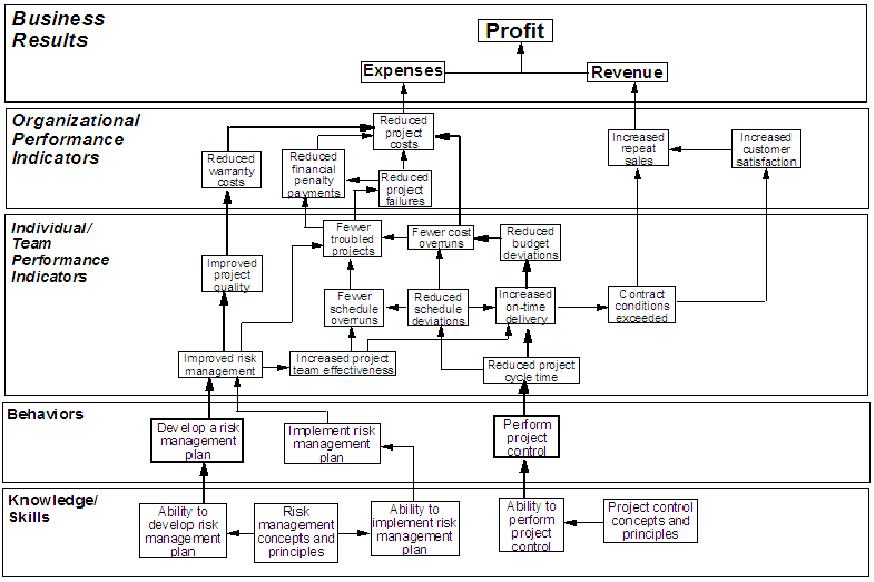 Business
Results
Profit
Expenses
Revenue
Organizational
Performance
Indicators
Reduced
project
costs
Reduced
warranty
costs
Reduced
financial
penalty
payments
Reduced
project
failures
Increased
repeat
sales
Increased
customer
satisfaction
Individual/
Team
Performance
Indicators
Fewer
troubled
projects
Fewer cost
overruns
Reduced
budget
deviations
Improved
project
quality
Fewer
schedule
overruns
Reduced
schedule
deviations
Increased
on-time
delivery
Contract
conditions
exceeded
Improved risk
management
Increased project
team effectiveness
Reduced project
cycle time
Behaviors
Develop a risk
management
plan
Implement risk
management
plan
Perform
project
control
Knowledge/
Skills
Ability to
develop risk
management
plan
Risk
management
concepts and
principles
Ability to
implement risk
management
plan
Ability to
perform
project
control
Project control
concepts and
principles